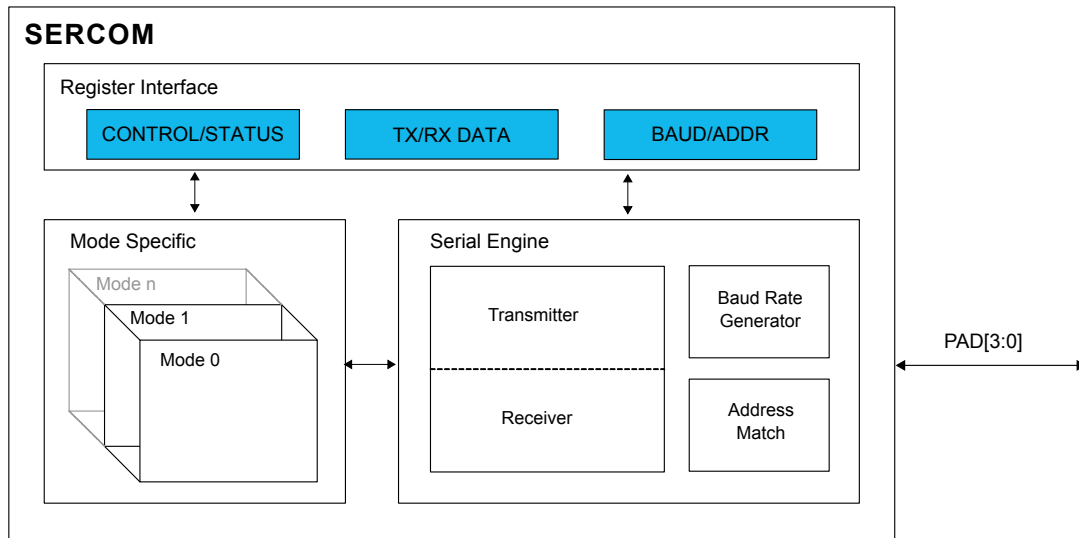 SERCOM
Register Interface
CONTROL/STATUS
TX/RX DATA
BAUD/ADDR
Mode Specific
Mode n
Mode 1
Mode 0
Serial Engine
Transmitter
Receiver
Baud Rate
Generator
Address
Match
PAD[3:0]